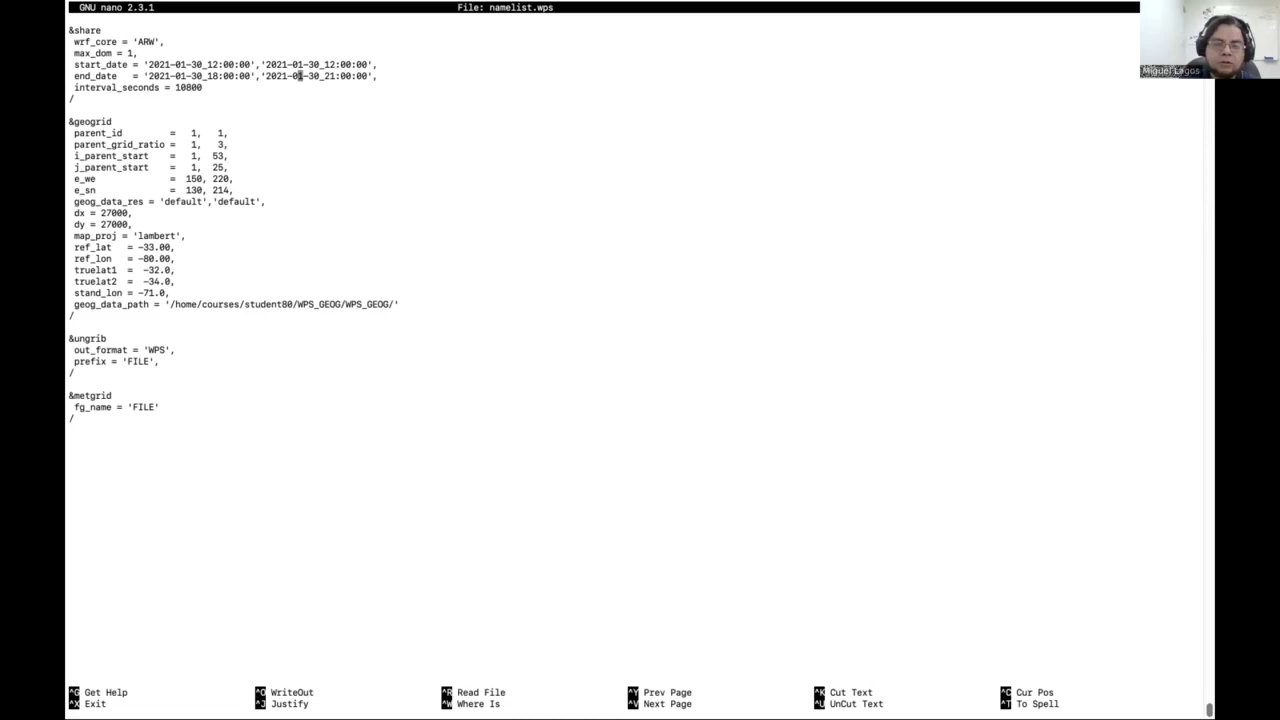 GNU nano 2.3.1 File: namelist.wps
&share
wrf_core = 'ARW',
max_dom = 1,
start_date = '2021-01-30_12:00:00','2021-01-30_12:00:00',
end_date   = '2021-01-30_18:00:00','2021-01-30_21:00:00',
interval_seconds = 10800
/
&geogrid
parent_id         =   1,   1,
parent_grid_ratio =   1,   3,
i_parent_start    =   1,  53,
j_parent_start    =   1,  25,
e_we              =  150, 220,
e_sn              =  130, 214,
geog_data_res = 'default','default',
dx = 27000,
dy = 27000,
map_proj = 'lambert',
ref_lat   = -33.00,
ref_lon   = -80.00,
truelat1  =  -32.0,
truelat2  =  -34.0,
stand_lon = -71.0,
geog_data_path = '/home/courses/student80/WPS_GEOG/WPS_GEOG/'
/
&ungrib
out_format = 'WPS',
prefix = 'FILE',
/
&metgrid
fg_name = 'FILE'
/
^G Get Help ^O WriteOut ^R Read File ^Y Prev Page ^K Cut Text ^C Cur Pos
^X Exit ^J Justify ^W Where Is ^V Next Page ^U UnCut Text ^T To Spell
Miguel Lagos